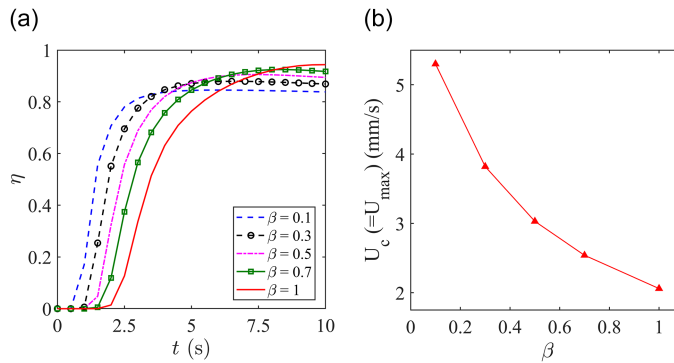 (a)
1
0.8
0.6
0.4
0.2
0
η
β = 0.1
β = 0.3
β = 0.5
β = 0.7
β = 1
0 2.5 5 7.5 10
t (s)
(b)
5
4
3
2
U_c (=U_max) (mm/s)
0 0.2 0.4 0.6 0.8 1
β